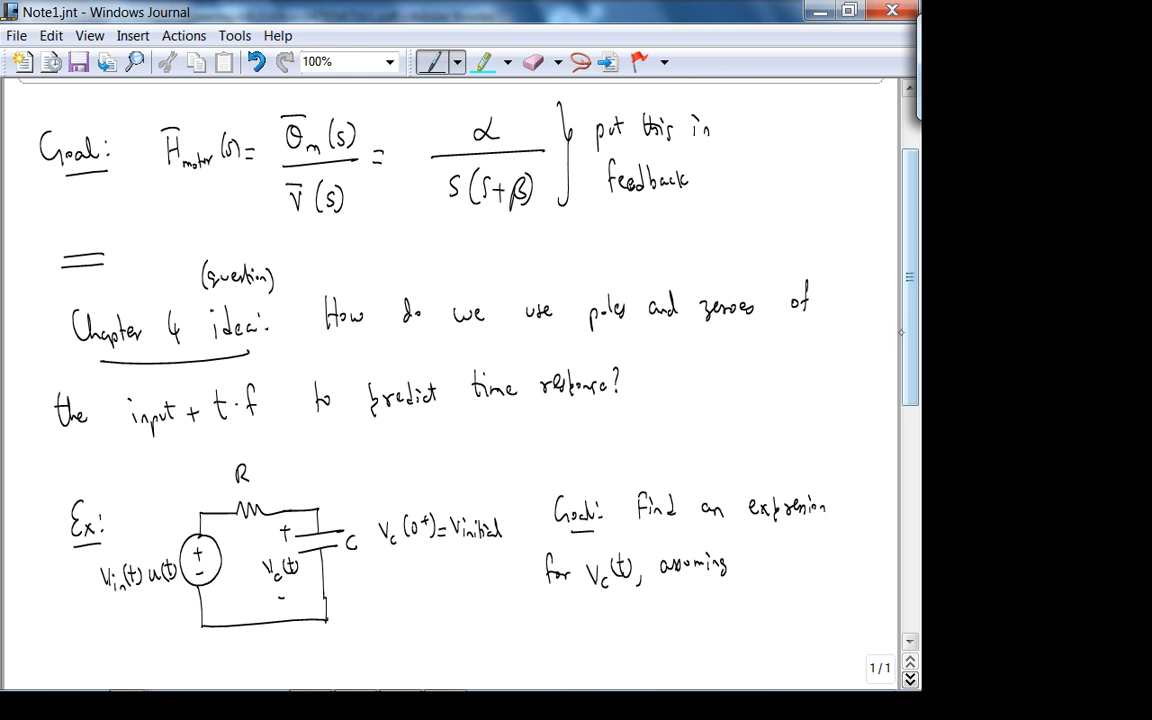 Note1.jnt - Windows Journal
File Edit View Insert Actions Tools Help
100%
Goal: H̅motor(s) = Θ̅m(s) / V̅(s) = α / s(s+β) } put this in
feedback
(question)
Chapter 4 idea: How do we use poles and zeroes of
the input + t.f to predict time response?
R
Ex: Vin(t) u(t) + - + Vc(t) - C Vc(0+) = Vinitial Goal: Find an expression
for Vc(t), assuming
1/1